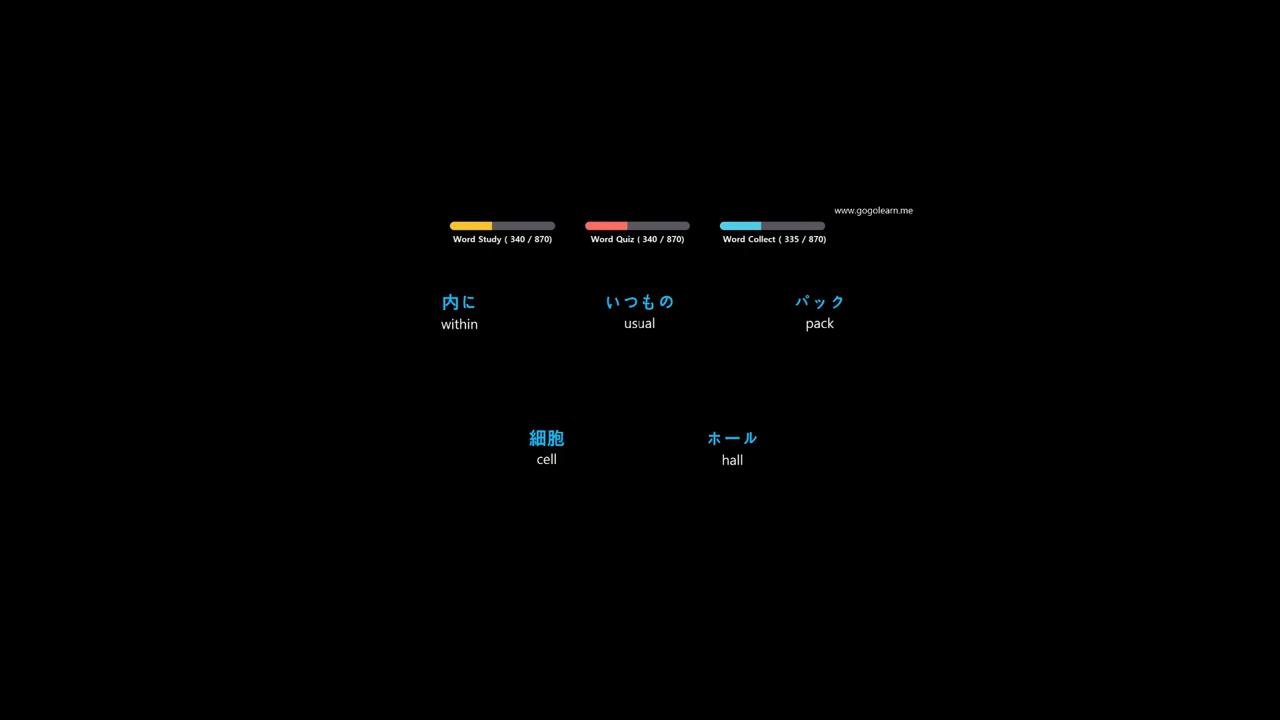 www.gogolearn.me
Word Study ( 340 / 870)
Word Quiz ( 340 / 870)
Word Collect ( 335 / 870)
内に
within
いつもの
usual
パック
pack
細胞
cell
ホール
hall